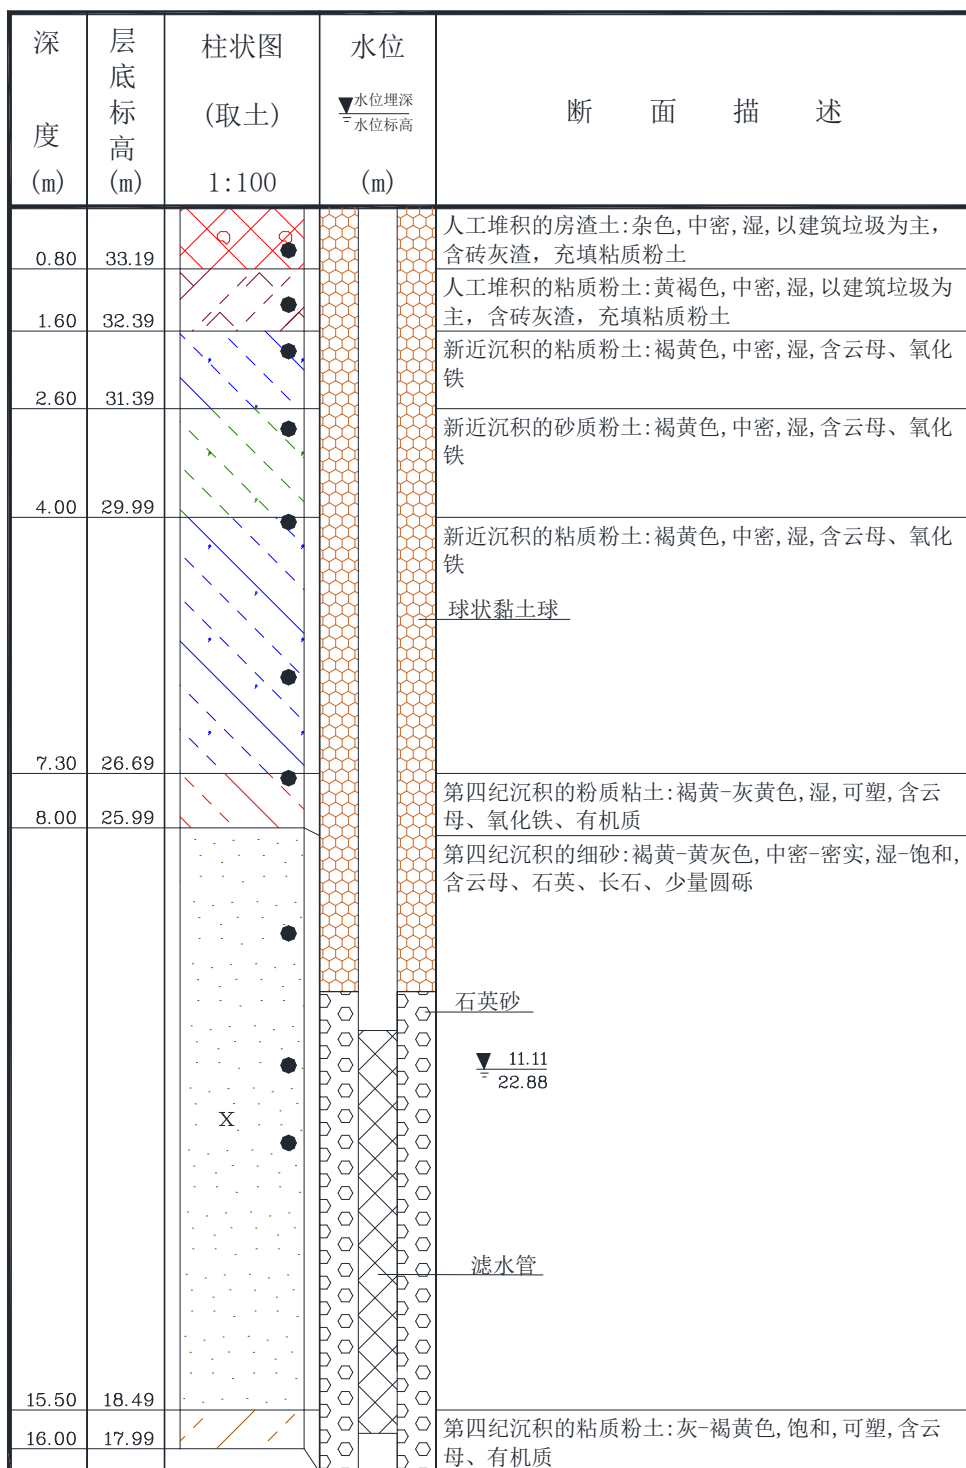 深度(m)
层底标高(m)
柱状图
(取土)
1:100
水位
水位埋深
水位标高
(m)
断面描述
人工堆积的房渣土:杂色,中密,湿,以建筑垃圾为主,
含砖灰渣，充填粘质粉土
0.80 33.19
人工堆积的粘质粉土:黄褐色,中密,湿,以建筑垃圾为
主，含砖灰渣，充填粘质粉土
1.60 32.39
新近沉积的粘质粉土:褐黄色,中密,湿,含云母、氧化
铁
2.60 31.39
新近沉积的砂质粉土:褐黄色,中密,湿,含云母、氧化
铁
4.00 29.99
新近沉积的粘质粉土:褐黄色,中密,湿,含云母、氧化
铁
球状黏土球
7.30 26.69
第四纪沉积的粉质粘土:褐黄-灰黄色,湿,可塑,含云
母、氧化铁、有机质
8.00 25.99
第四纪沉积的细砂:褐黄-黄灰色,中密-密实,湿-饱和,
含云母、石英、长石、少量圆砾
石英砂
11.11
22.88
X
滤水管
15.50 18.49
第四纪沉积的粘质粉土:灰-褐黄色,饱和,可塑,含云
母、有机质
16.00 17.99